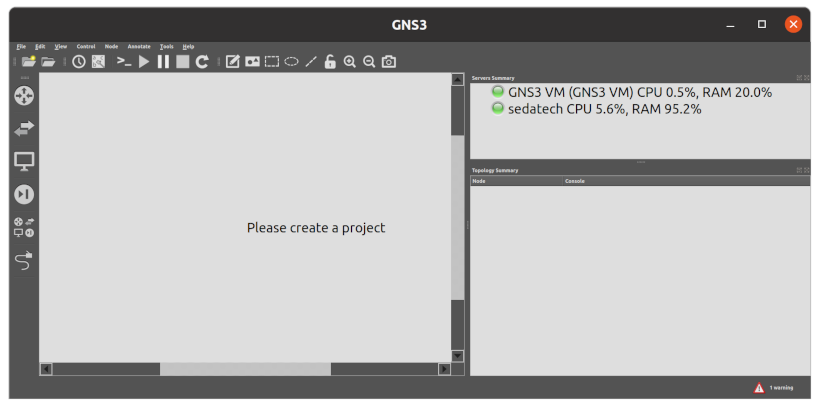 GNS3
File Edit View Control Node Annotate Tools Help
Servers Summary
GNS3 VM (GNS3 VM) CPU 0.5%, RAM 20.0%
sedatech CPU 5.6%, RAM 95.2%
Please create a project
Topology Summary
Node Console
1 warning